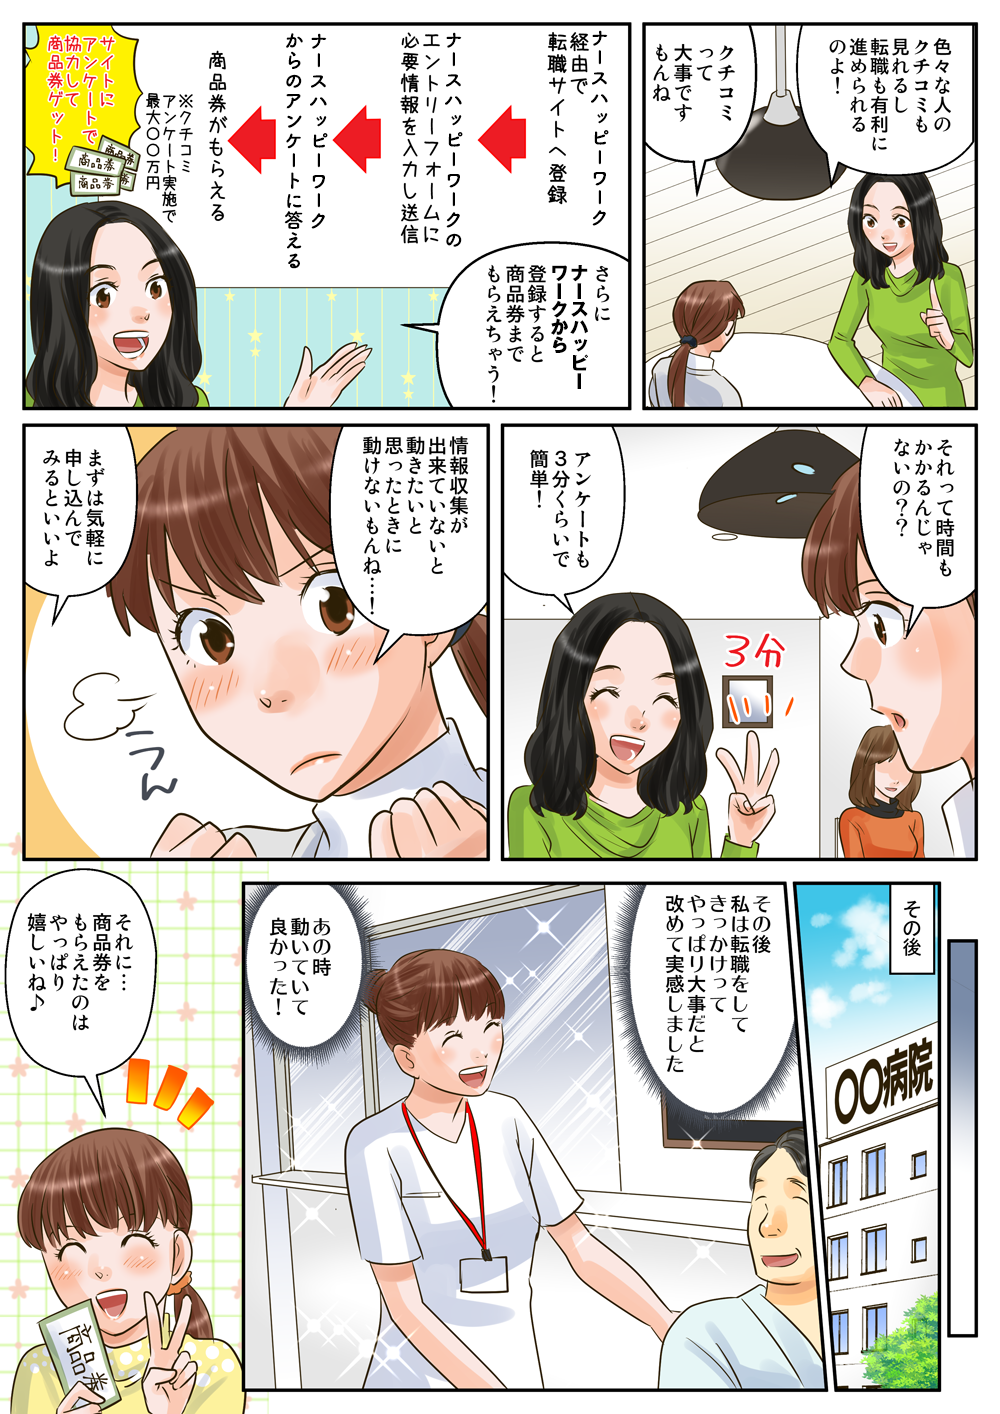 色々な人の
クチコミも
見れるし
転職も有利に
進められる
のよ！
クチコミ
って
大事です
もんね
さらに
ナースハッピー
ワークから
登録すると
商品券まで
もらえちゃう！
ナースハッピーワーク
経由で
転職サイトへ登録
ナースハッピーワークの
エントリーフォームに
必要情報を入力し送信
ナースハッピーワーク
からのアンケートに答える
商品券がもらえる
※クチコミ
アンケート実施で
最大〇〇万円
サイトに
アンケートで
協力して
商品券ゲット！
商品券
商品券
商品券
それって時間も
かかるんじゃ
ないの？？
アンケートも
３分くらいで
簡単！
３分
情報収集が
出来ていないと
動きたいと
思ったときに
動けないもんね…！
まずは気軽に
申し込んで
みるといいよ
うん
その後
〇〇病院
その後
私は転職をして
きっかけって
やっぱり大事だと
改めて実感しました
あの時
動いていて
良かった！
それに…
商品券を
もらえたのは
やっぱり
嬉しいね♪
商品券